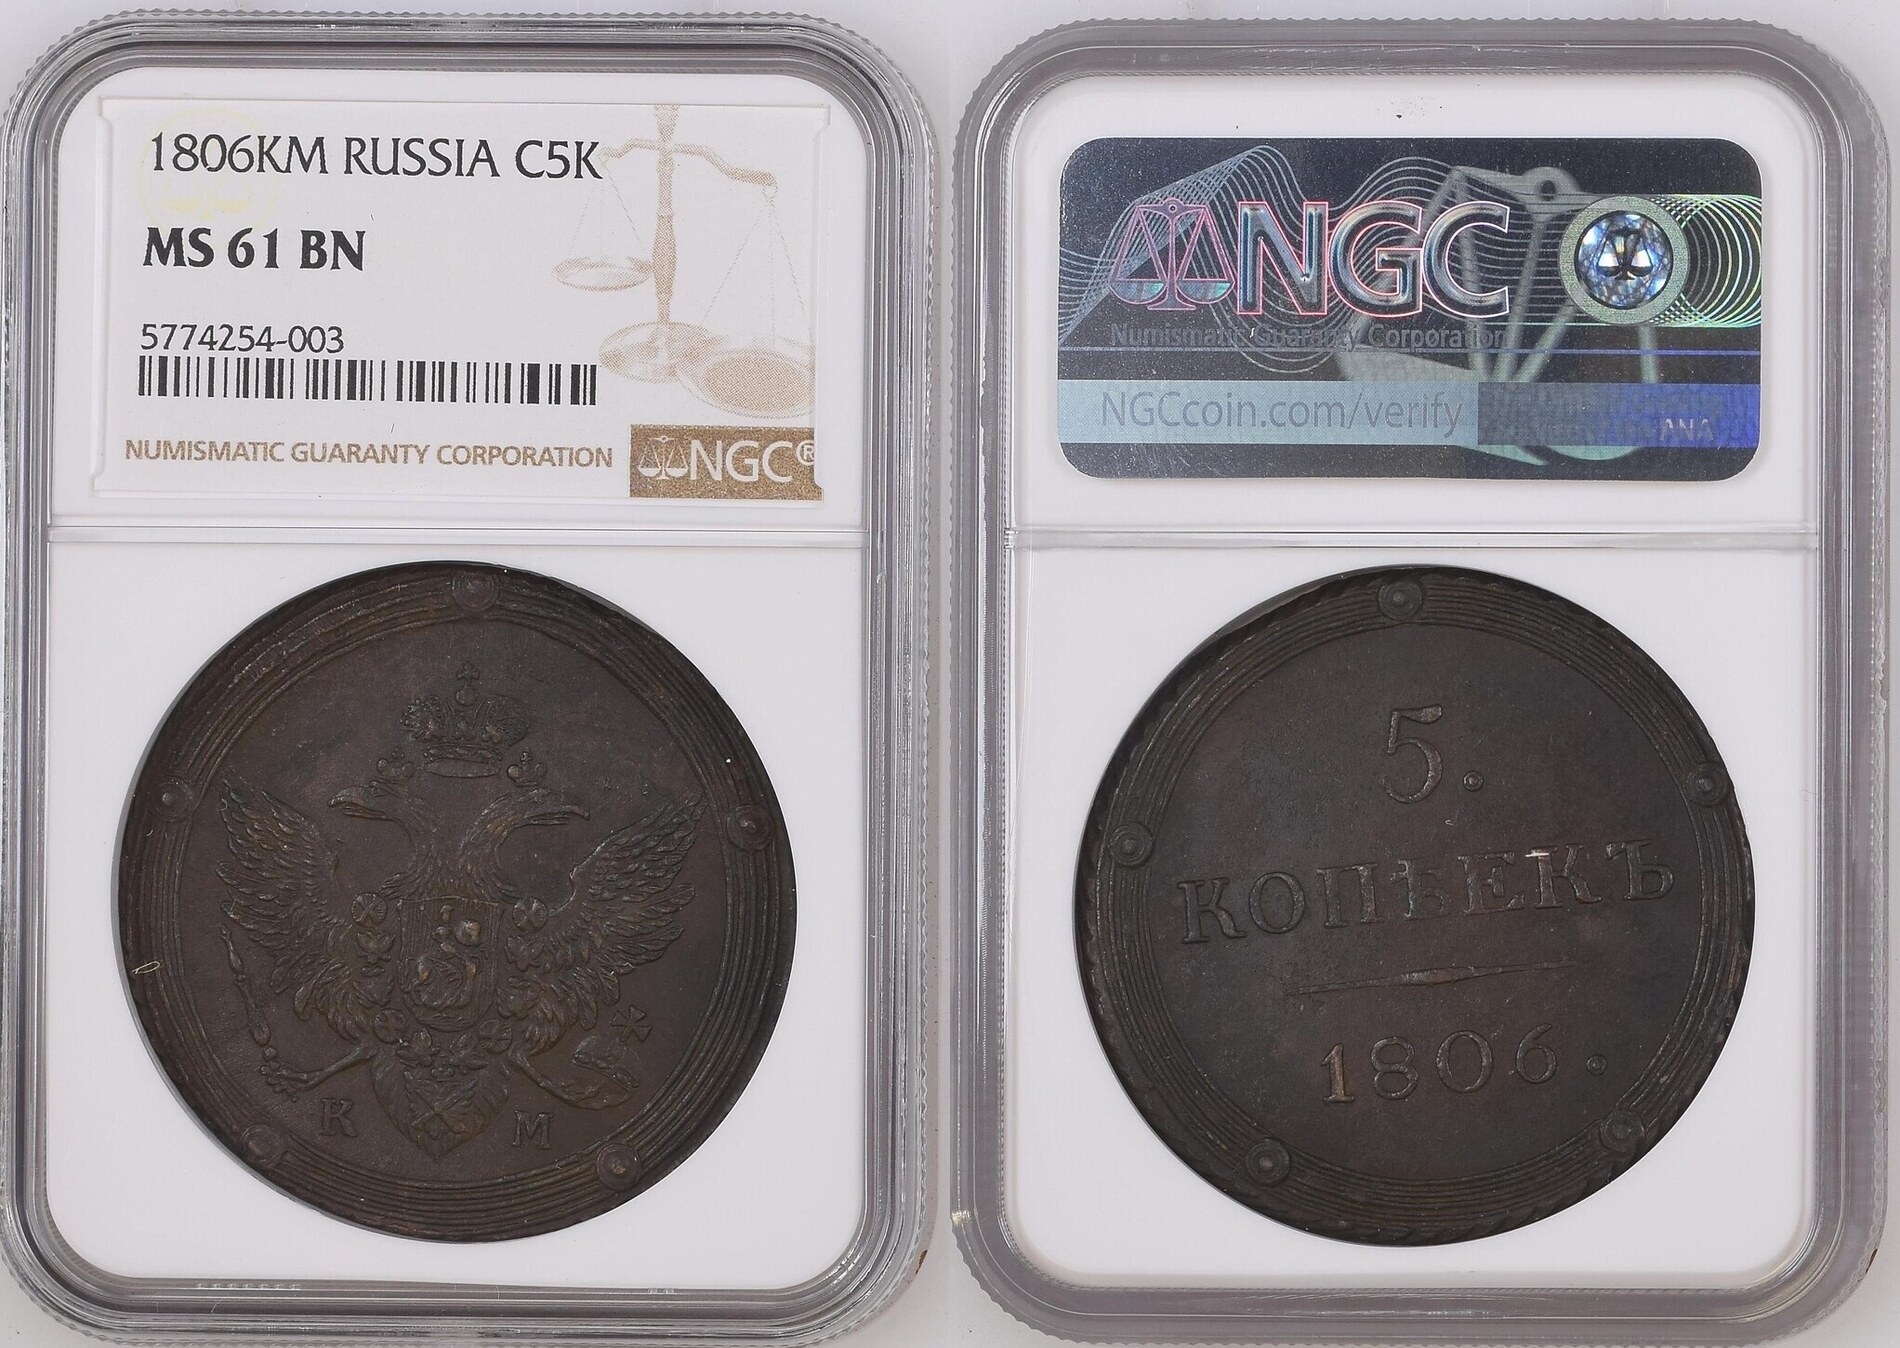 1806KM RUSSIA C5K
MS 61 BN
5774254-003
NUMISMATIC GUARANTY CORPORATION NGC®
К М
NGC
Numismatic Guaranty Corporation
NGCcoin.com/verify
ANA
5.
КОПѢЕКЪ
1806.